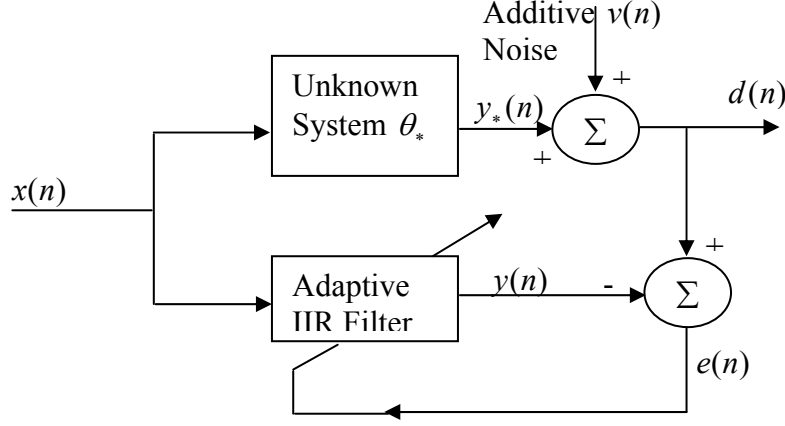 Additive v(n)
Noise
Unknown
System θ*
y*(n)
+
+
Σ
d(n)
x(n)
Adaptive
IIR Filter
y(n)
-
+
Σ
e(n)